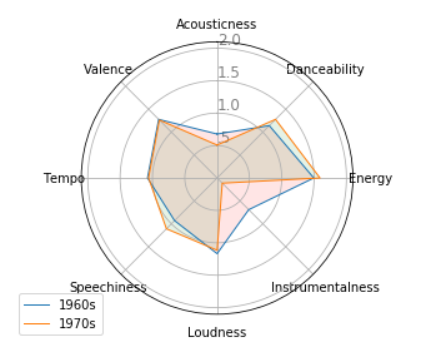 Acousticness
2.0
Valence
Danceability
1.5
1.0
.5
Tempo
Energy
Speechiness
Instrumentalness
1960s
1970s
Loudness